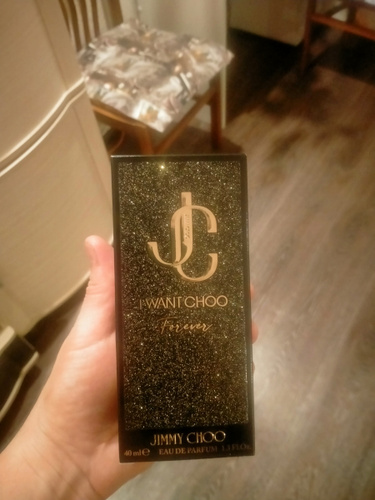 JC
I WANT CHOO
Forever
JIMMY CHOO
40 ml e EAU DE PARFUM 1.3 FL.Oz.